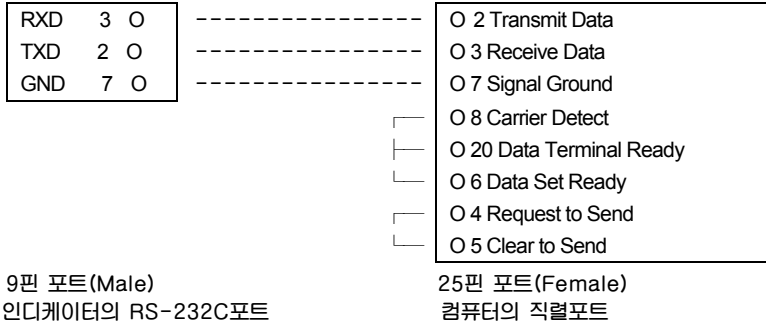 RXD 3 O O 2 Transmit Data
TXD 2 O O 3 Receive Data
GND 7 O O 7 Signal Ground
O 8 Carrier Detect
O 20 Data Terminal Ready
O 6 Data Set Ready
O 4 Request to Send
O 5 Clear to Send
9핀 포트(Male) 25핀 포트(Female)
인디케이터의 RS-232C포트 컴퓨터의 직렬포트